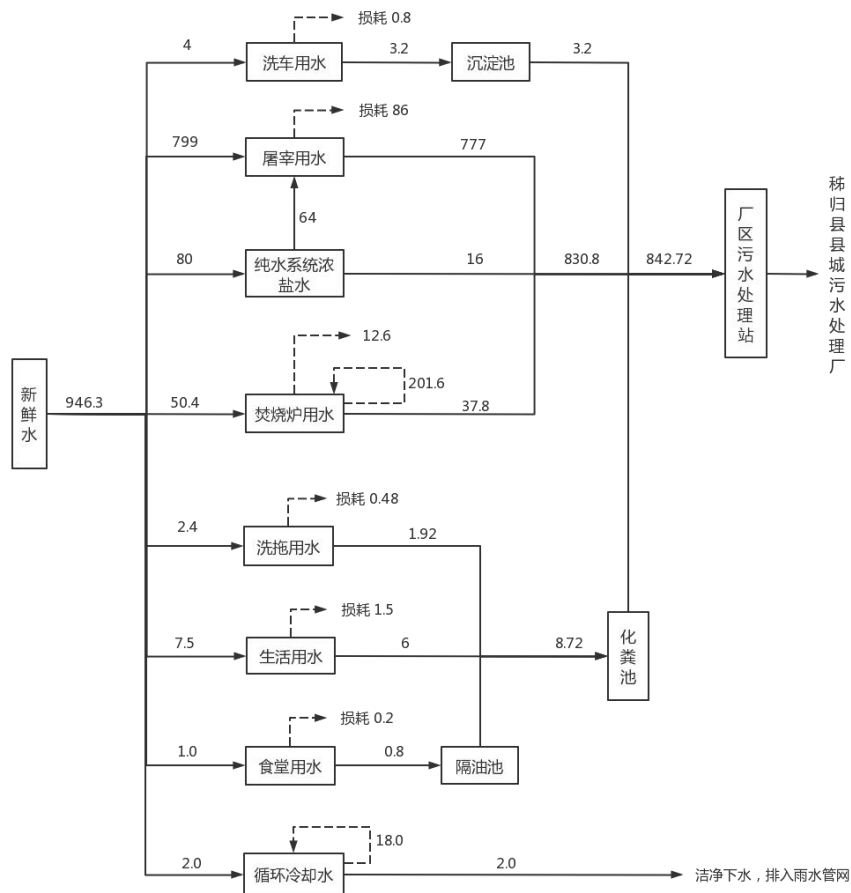 损耗 0.8
4
洗车用水
3.2
沉淀池
3.2
损耗 86
799
屠宰用水
777
64
80
纯水系统浓
盐水
16
830.8
842.72
厂区污水处理站
秭归县县城污水处理厂
12.6
201.6
新鲜水
946.3
50.4
焚烧炉用水
37.8
损耗 0.48
2.4
洗拖用水
1.92
损耗 1.5
7.5
生活用水
6
8.72
化粪池
损耗 0.2
1.0
食堂用水
0.8
隔油池
18.0
2.0
循环冷却水
2.0
洁净下水，排入雨水管网